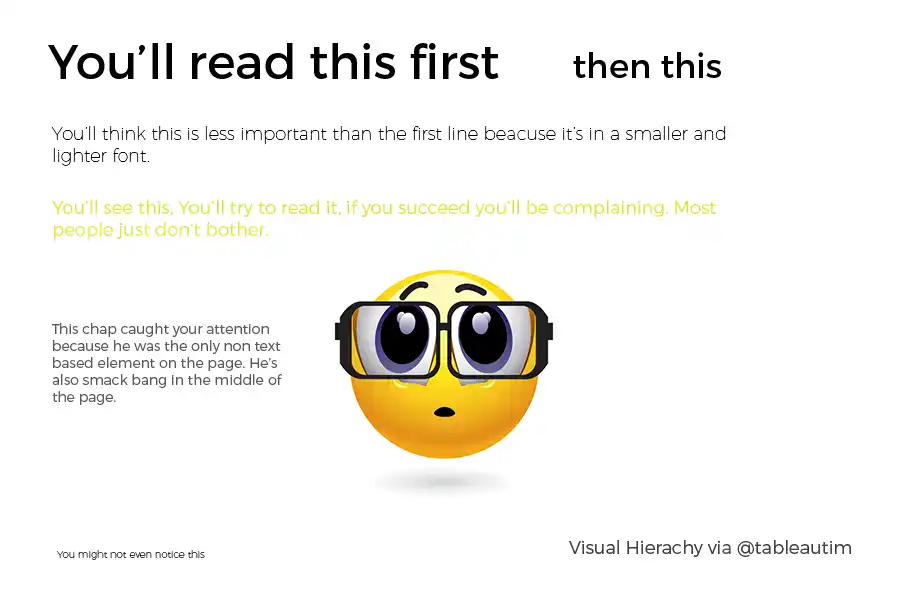 You’ll read this first
then this
You’ll think this is less important than the first line beacuse it’s in a smaller and
lighter font.
You’ll see this, You’ll try to read it, if you succeed you’ll be complaining. Most
people just don’t bother.
This chap caught your attention
because he was the only non text
based element on the page. He’s
also smack bang in the middle of
the page.
You might not even notice this
Visual Hierachy via @tableautim